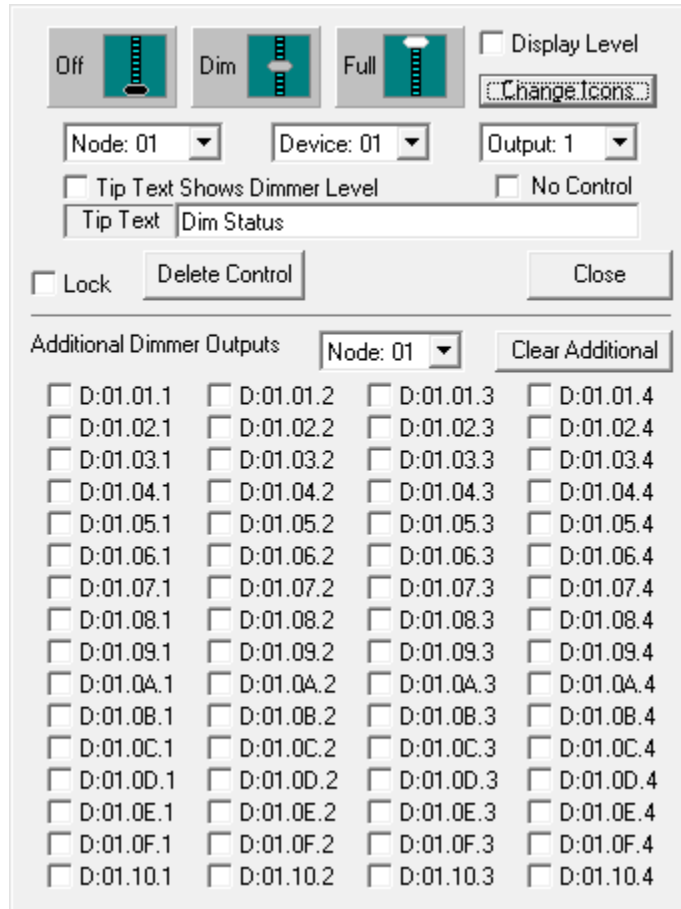 Off Dim Full Display Level
Change Icons
Node: 01 Device: 01 Output: 1
Tip Text Shows Dimmer Level No Control
Tip Text Dim Status
Lock Delete Control Close
Additional Dimmer Outputs Node: 01 Clear Additional
D:01.01.1 D:01.01.2 D:01.01.3 D:01.01.4
D:01.02.1 D:01.02.2 D:01.02.3 D:01.02.4
D:01.03.1 D:01.03.2 D:01.03.3 D:01.03.4
D:01.04.1 D:01.04.2 D:01.04.3 D:01.04.4
D:01.05.1 D:01.05.2 D:01.05.3 D:01.05.4
D:01.06.1 D:01.06.2 D:01.06.3 D:01.06.4
D:01.07.1 D:01.07.2 D:01.07.3 D:01.07.4
D:01.08.1 D:01.08.2 D:01.08.3 D:01.08.4
D:01.09.1 D:01.09.2 D:01.09.3 D:01.09.4
D:01.0A.1 D:01.0A.2 D:01.0A.3 D:01.0A.4
D:01.0B.1 D:01.0B.2 D:01.0B.3 D:01.0B.4
D:01.0C.1 D:01.0C.2 D:01.0C.3 D:01.0C.4
D:01.0D.1 D:01.0D.2 D:01.0D.3 D:01.0D.4
D:01.0E.1 D:01.0E.2 D:01.0E.3 D:01.0E.4
D:01.0F.1 D:01.0F.2 D:01.0F.3 D:01.0F.4
D:01.10.1 D:01.10.2 D:01.10.3 D:01.10.4